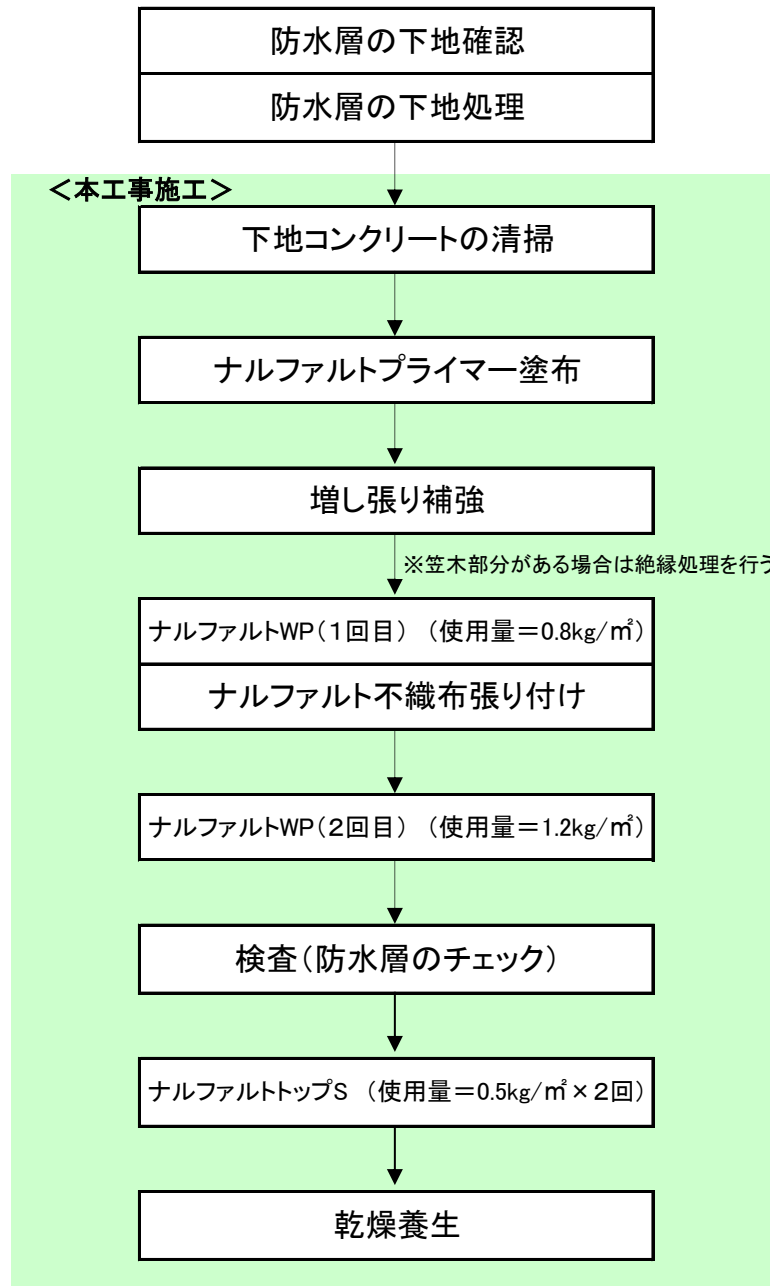 防水層の下地確認
防水層の下地処理
＜本工事施工＞
下地コンクリートの清掃
ナルファルトプライマー塗布
増し張り補強
※笠木部分がある場合は絶縁処理を行う
ナルファルトWP（１回目）　（使用量＝0.8kg/㎡）
ナルファルト不織布張り付け
ナルファルトWP（２回目）　（使用量＝1.2kg/㎡）
検査（防水層のチェック）
ナルファルトトップS　（使用量＝0.5kg/㎡×２回）
乾燥養生